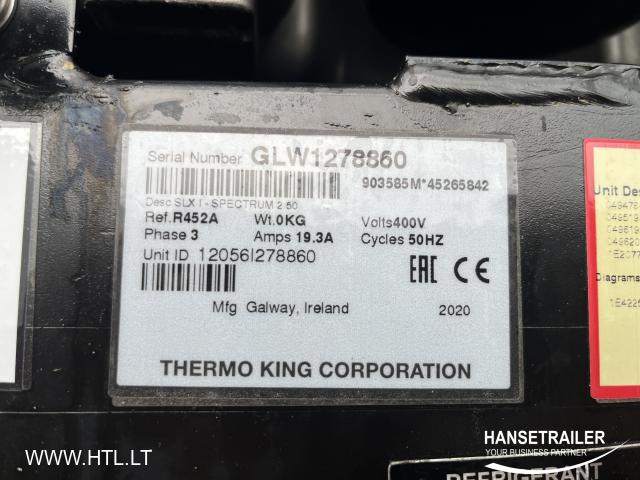 Serial Number GLW1278860
903585M*45265842
Desc SLX I - SPECTRUM 2 50
Ref.R452A Wt.0KG Volts400V
Phase 3 Amps 19.3A Cycles 50HZ
Unit ID 12056I278860
EAC CE
Mfg Galway, Ireland 2020
THERMO KING CORPORATION
Unit Des
Diagrams
1E4225
WWW.HTL.LT
HANSETRAILER
YOUR BUSINESS PARTNER
REFRIGERANT